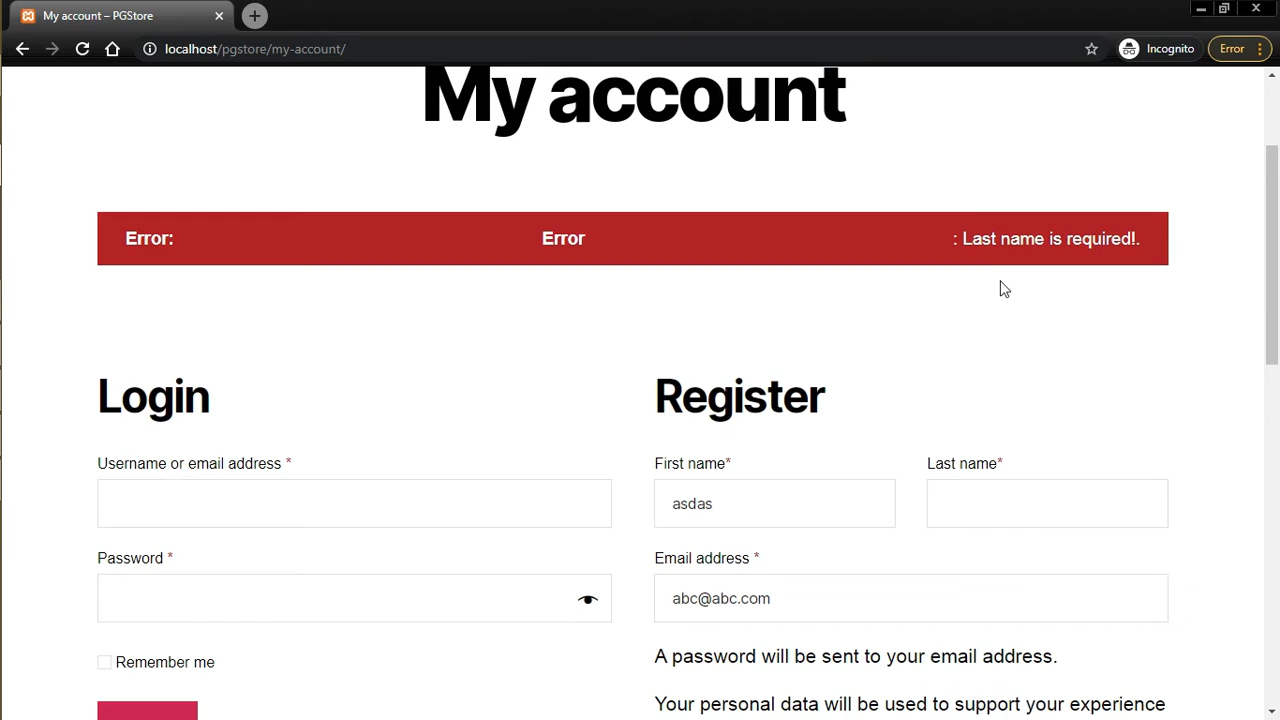 My account – PGStore
localhost/pgstore/my-account/
Incognito
Error
My account
Error: Error : Last name is required!.
Login
Register
Username or email address *
First name*
Last name*
asdas
Password *
Email address *
abc@abc.com
Remember me
A password will be sent to your email address.
Your personal data will be used to support your experience